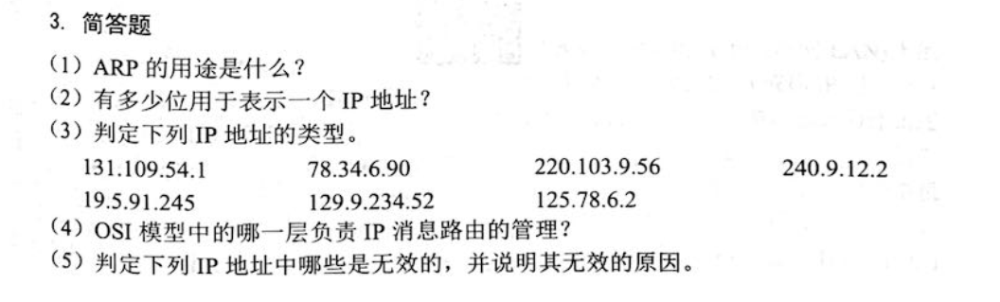 3. 简答题
(1) ARP 的用途是什么?
(2) 有多少位用于表示一个 IP 地址?
(3) 判定下列 IP 地址的类型。
131.109.54.1 78.34.6.90 220.103.9.56 240.9.12.2
19.5.91.245 129.9.234.52 125.78.6.2
(4) OSI 模型中的哪一层负责 IP 消息路由的管理?
(5) 判定下列 IP 地址中哪些是无效的，并说明其无效的原因。